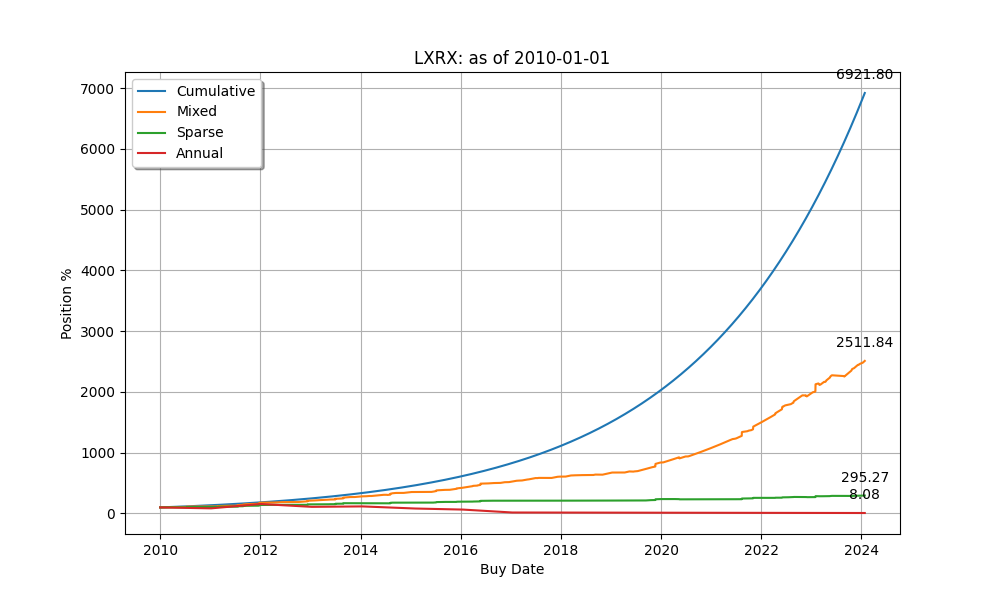 LXRX: as of 2010-01-01
6921.80
7000
Cumulative
Mixed
Sparse
Annual
6000
5000
4000
3000
2511.84
2000
1000
295.27
8.08
0
Position %
2010 2012 2014 2016 2018 2020 2022 2024
Buy Date